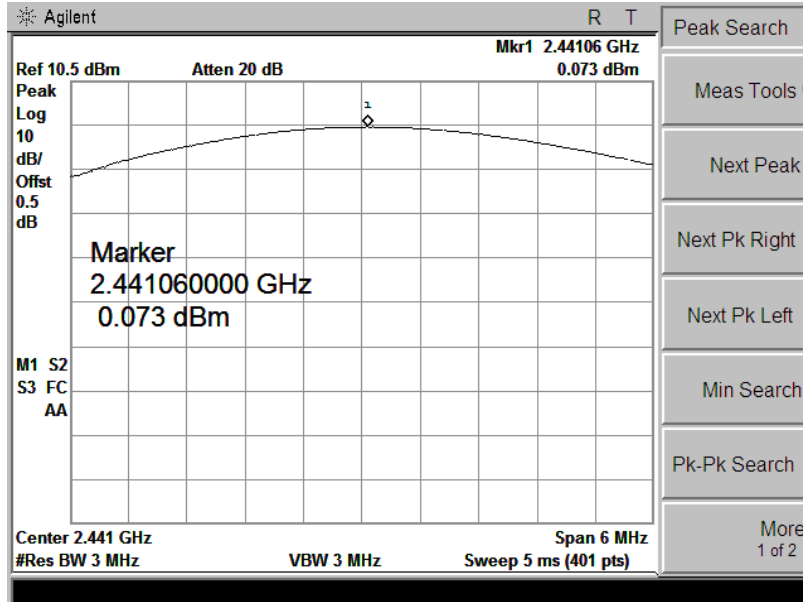 Agilent R T
Mkr1 2.44106 GHz
Ref 10.5 dBm Atten 20 dB 0.073 dBm
Peak
Log
10
dB/
Offst
0.5
dB
1
Marker
2.441060000 GHz
0.073 dBm
M1 S2
S3 FC
AA
Center 2.441 GHz Span 6 MHz
#Res BW 3 MHz VBW 3 MHz Sweep 5 ms (401 pts)
Peak Search
Meas Tools
Next Peak
Next Pk Right
Next Pk Left
Min Search
Pk-Pk Search
More
1 of 2